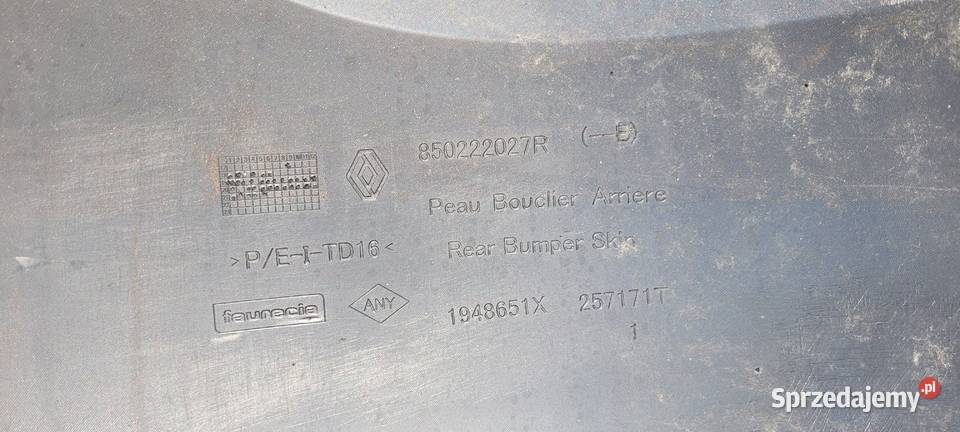 850222027R (--E)
Peau Bouclier Arriere
Rear Bumper Skin
>P/E-I-TD16<
faurecia
ANY
1948651X 257171T
1
Sprzedajemy.pl